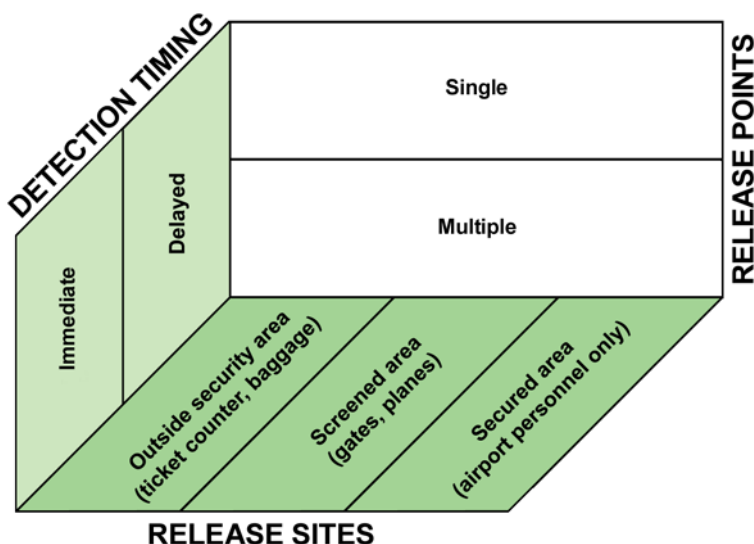 DETECTION TIMING
RELEASE POINTS
Single
Multiple
Immediate
Delayed
Outside security area
(ticket counter, baggage)
Screened area
(gates, planes)
Secured area
(airport personnel only)
RELEASE SITES